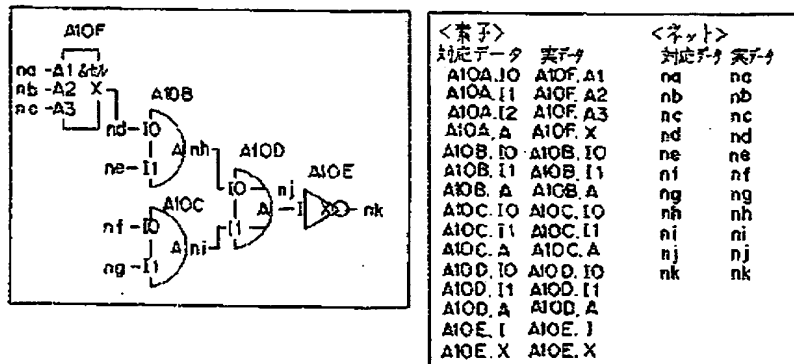 A10F
na -A1 &セル
nb -A2 X
nc -A3
A10B
nd- I0
A nh
ne- I1
A10D
A10E
I0
nj
A
I
X
nk
I1
A10C
nf- I0
A ni
ng- I1
<素子> <ネット>
対応データ 実データ 対応データ 実データ
A10A.I0 A10F.A1 na na
A10A.I1 A10F.A2 nb nb
A10A.I2 A10F.A3 nc nc
A10A.A A10F.X nd nd
A10B.I0 A10B.I0 ne ne
A10B.I1 A10B.I1 nf nf
A10B.A A10B.A ng ng
A10C.I0 A10C.I0 nh nh
A10C.I1 A10C.I1 ni ni
A10C.A A10C.A nj nj
A10D.I0 A10D.I0 nk nk
A10D.I1 A10D.I1
A10D.A A10D.A
A10E.I A10E.I
A10E.X A10E.X